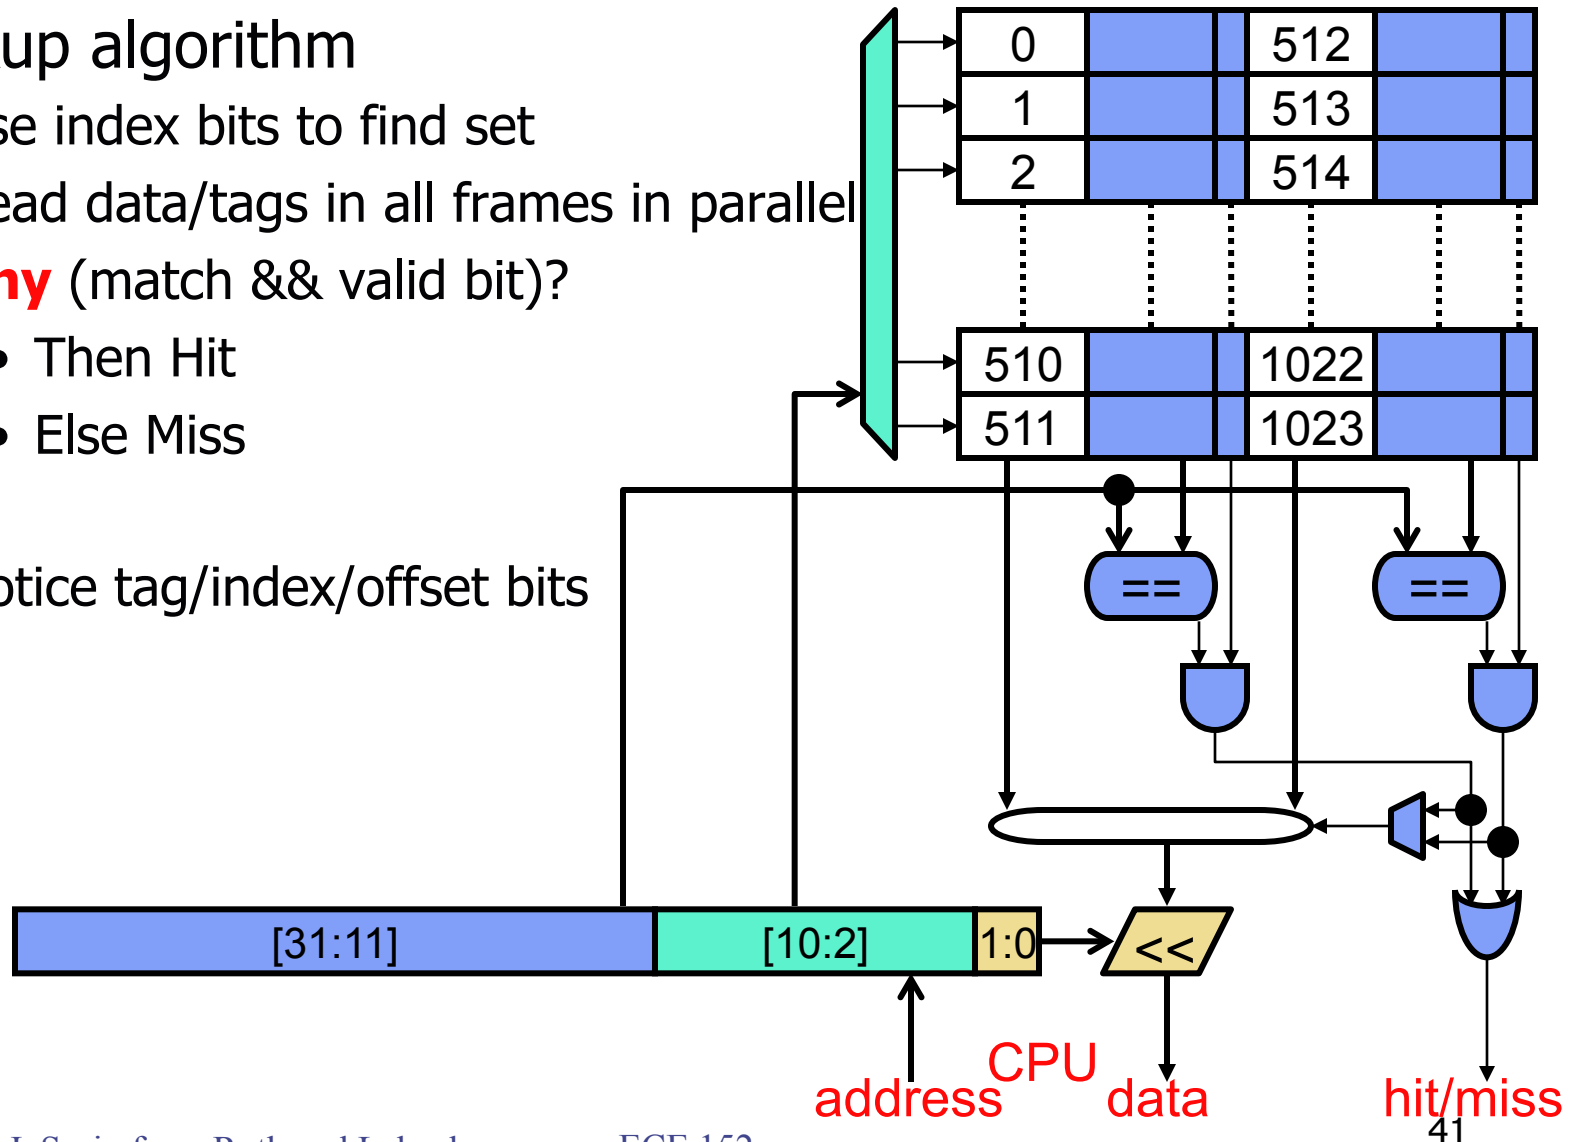 up algorithm
se index bits to find set
ead data/tags in all frames in parallel
ny (match && valid bit)?
• Then Hit
• Else Miss
otice tag/index/offset bits
0 512
1 513
2 514
510 1022
511 1023
== ==
[31:11] [10:2] 1:0 <<
CPU
address data hit/miss
41
ECE 152